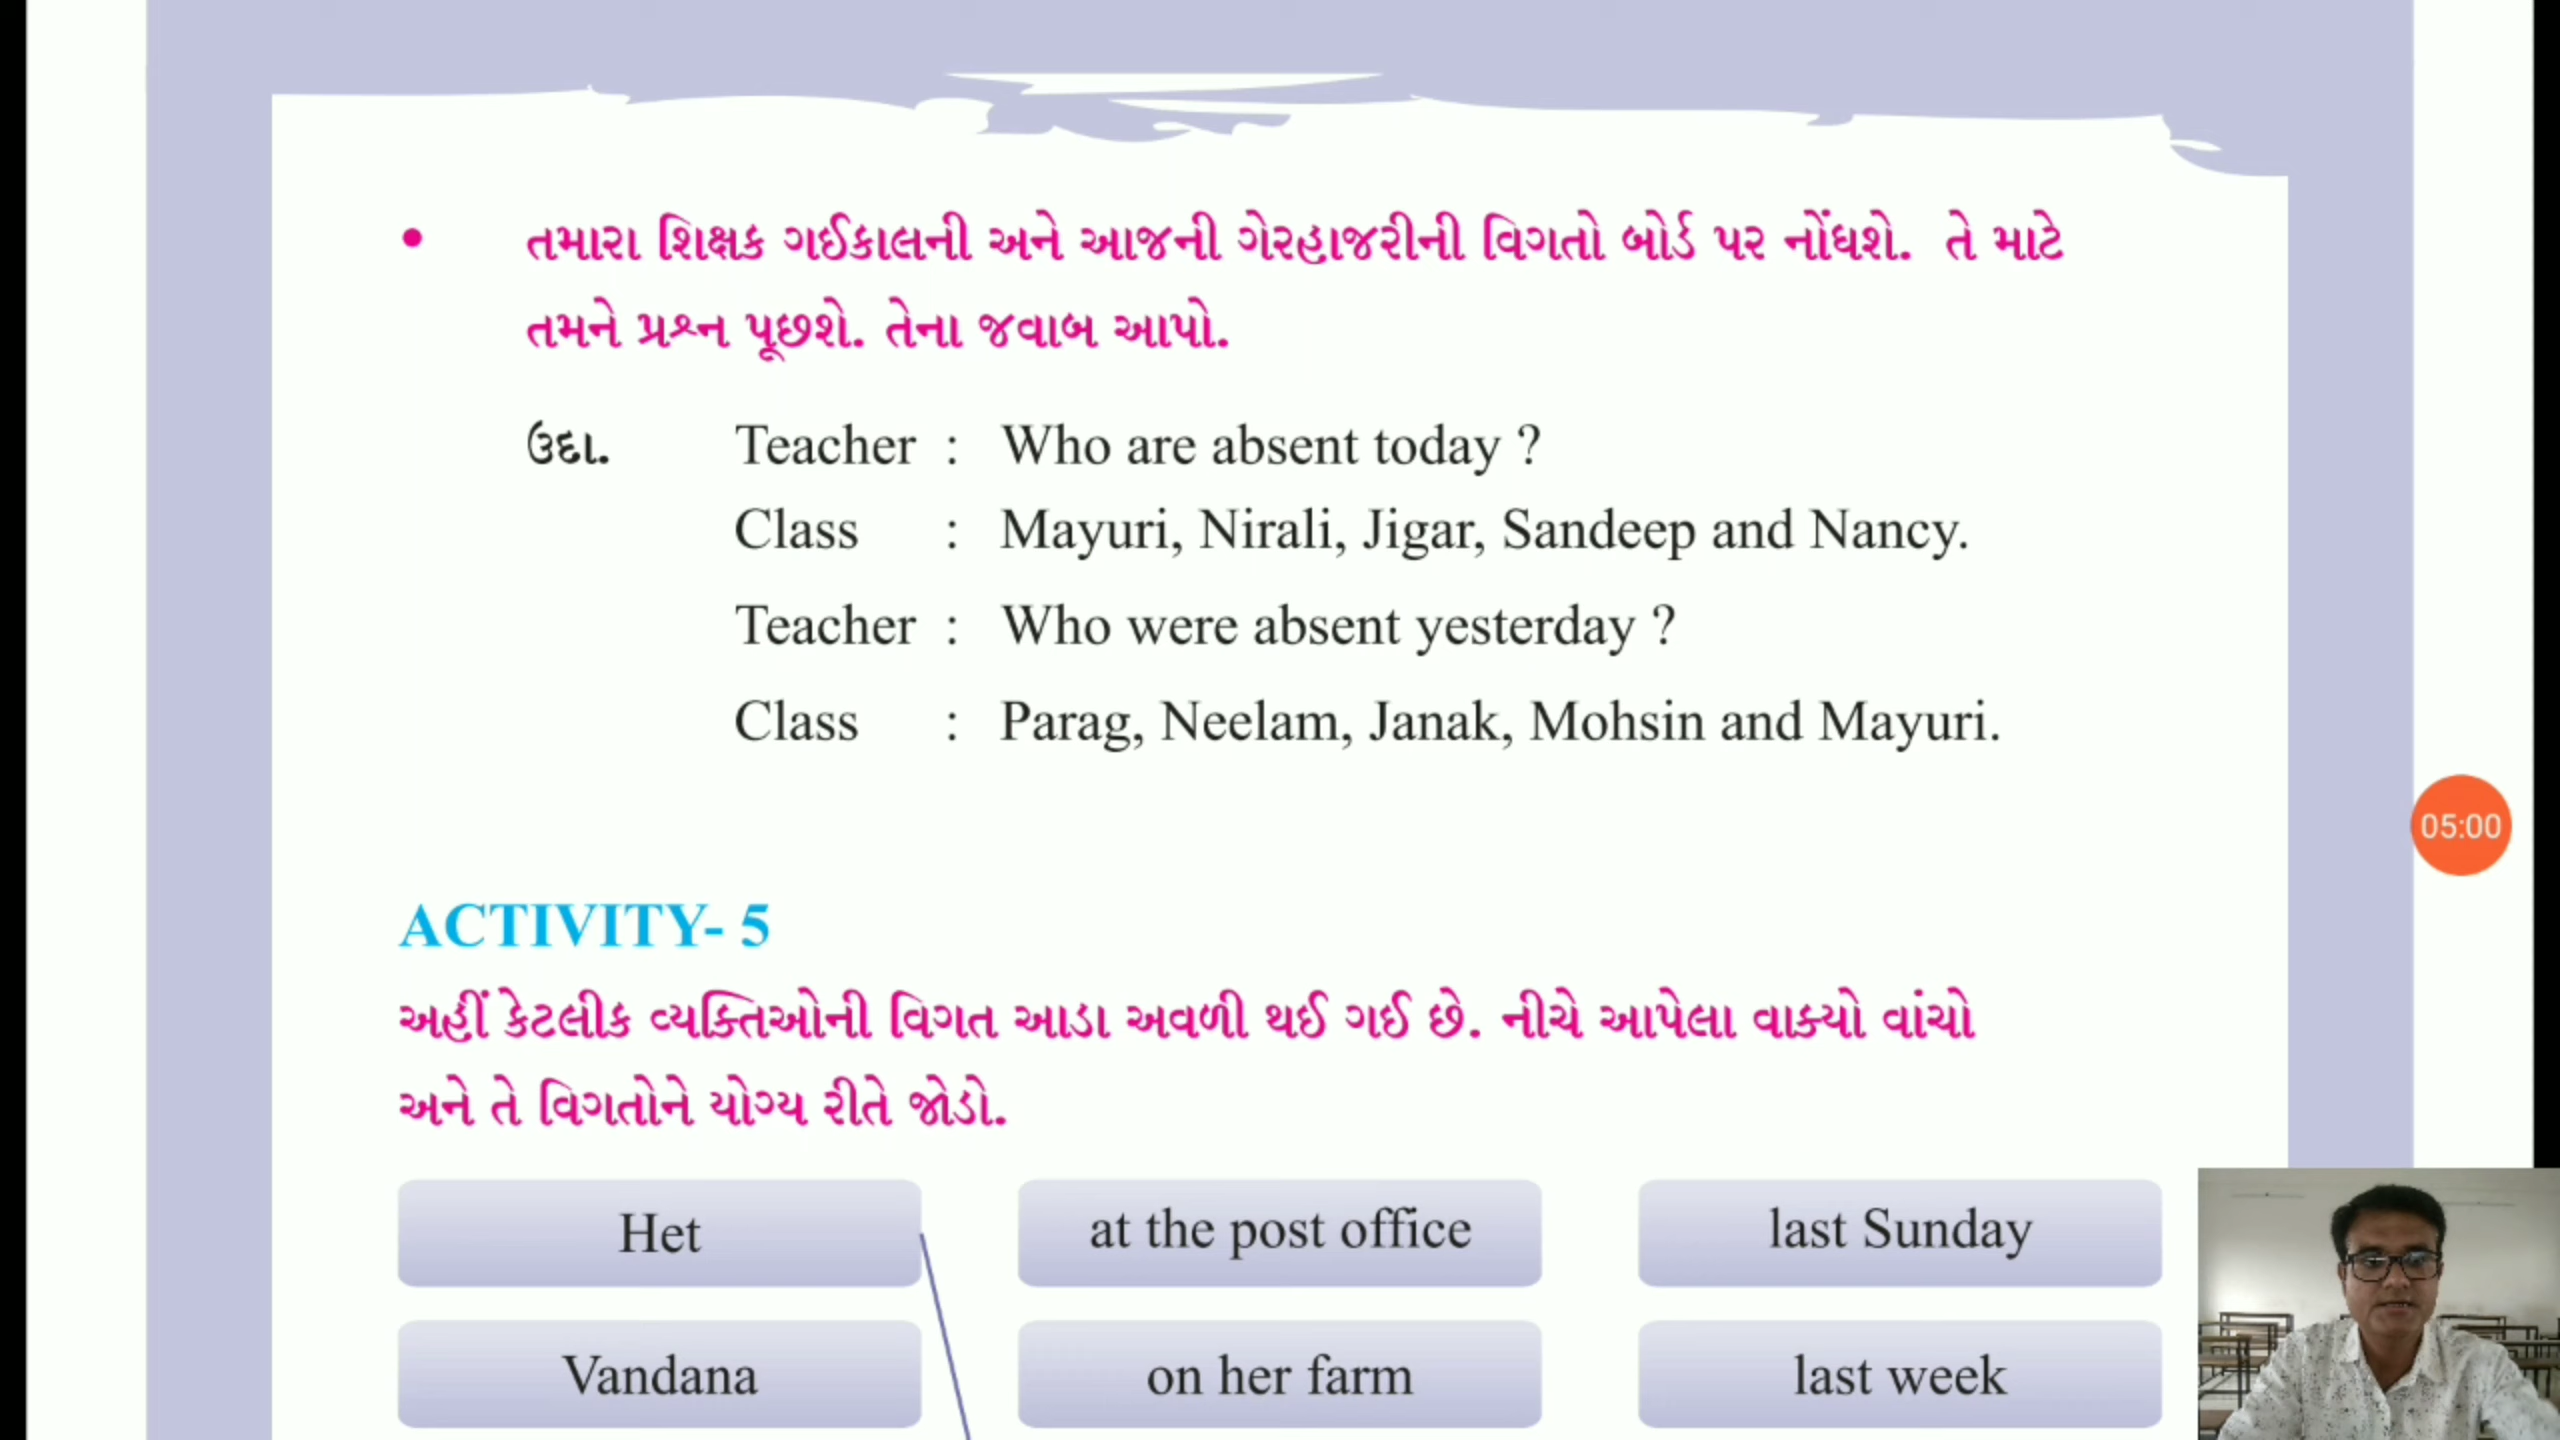 • તમારા શિક્ષક ગઈકાલની અને આજની ગેરહાજરીની વિગતો બોર્ડ પર નોંધશે. તે માટે
તમને પ્રશ્ન પૂછશે. તેના જવાબ આપો.
ઉદા. Teacher : Who are absent today ?
Class : Mayuri, Nirali, Jigar, Sandeep and Nancy.
Teacher : Who were absent yesterday ?
Class : Parag, Neelam, Janak, Mohsin and Mayuri.
05:00
ACTIVITY- 5
અહીં કેટલીક વ્યક્તિઓની વિગત આડા અવળી થઈ ગઈ છે. નીચે આપેલા વાક્યો વાંચો
અને તે વિગતોને યોગ્ય રીતે જોડો.
Het at the post office last Sunday
Vandana on her farm last week